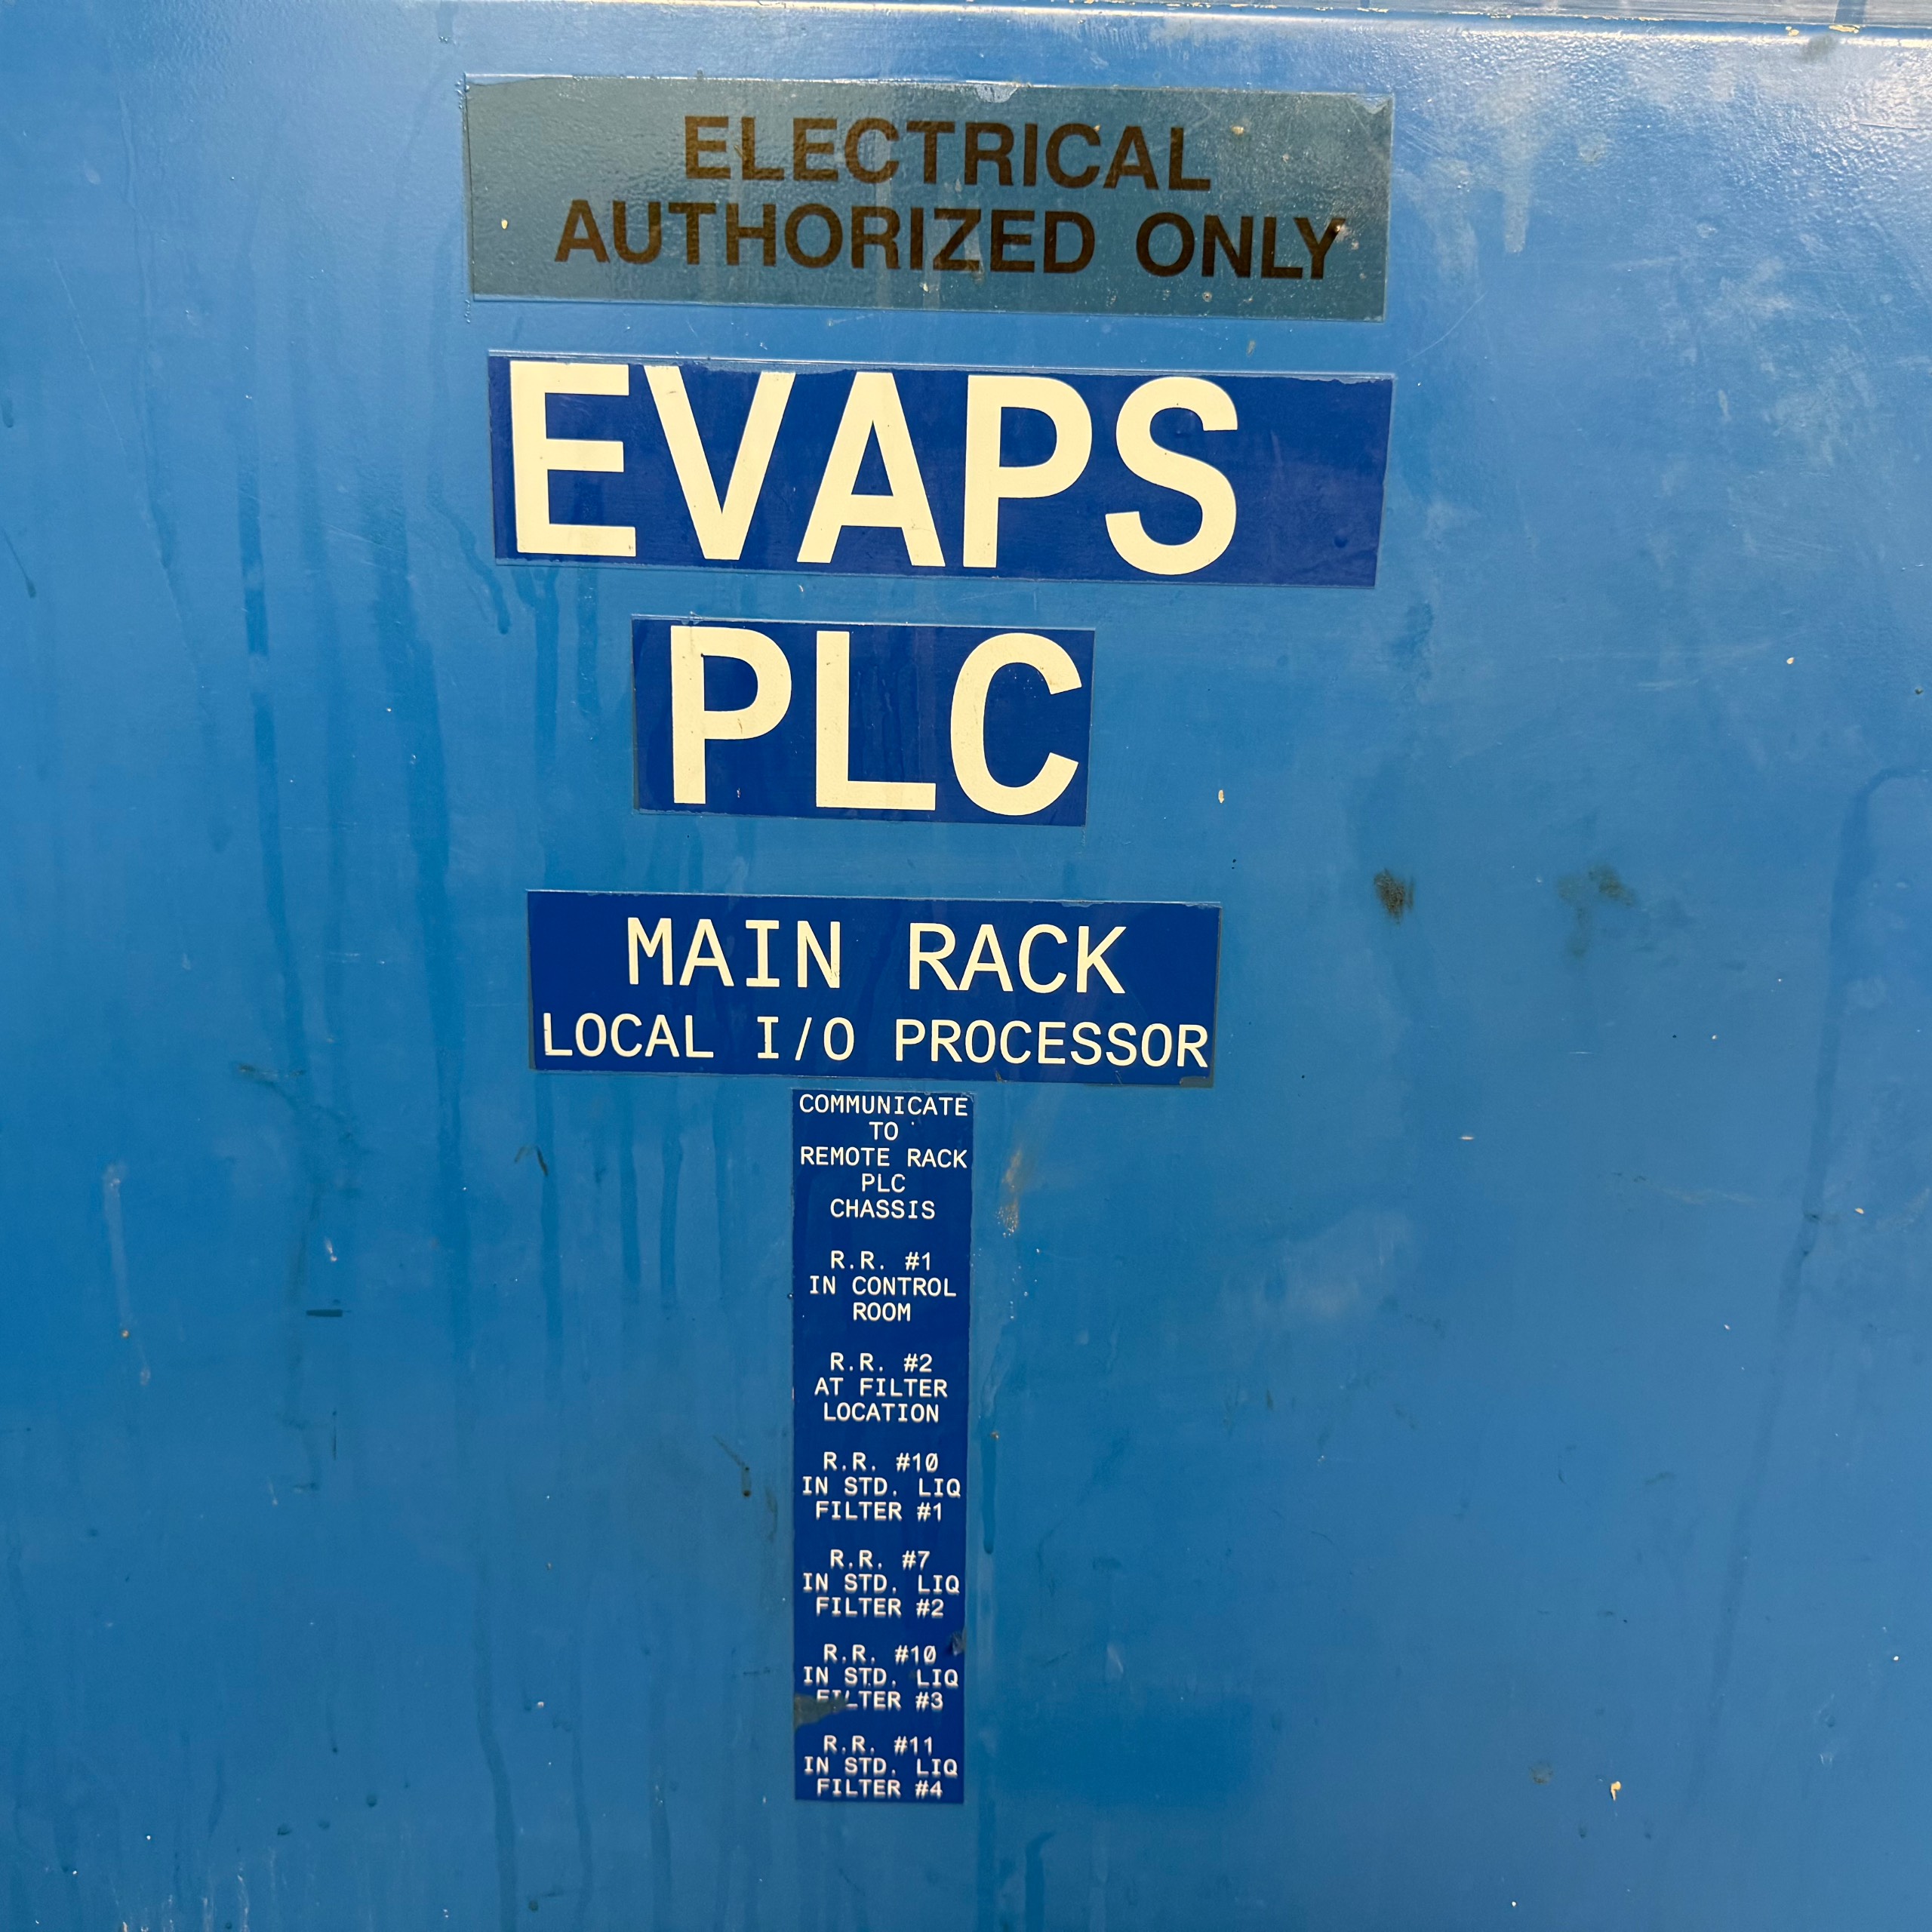 ELECTRICAL
AUTHORIZED ONLY
EVAPS
PLC
MAIN RACK
LOCAL I/O PROCESSOR
COMMUNICATE
TO
REMOTE RACK
PLC
CHASSIS
R.R. #1
IN CONTROL
ROOM
R.R. #2
AT FILTER
LOCATION
R.R. #10
IN STD. LIQ
FILTER #1
R.R. #7
IN STD. LIQ
FILTER #2
R.R. #10
IN STD. LIQ
FILTER #3
R.R. #11
IN STD. LIQ
FILTER #4